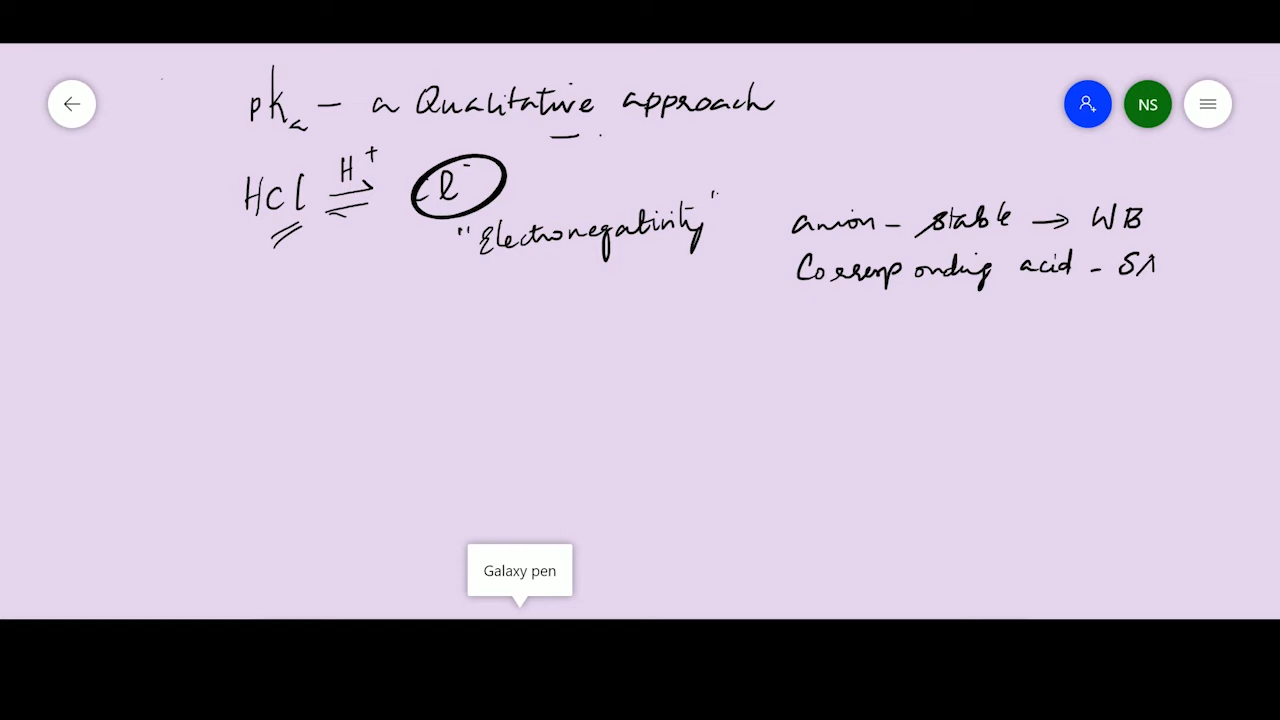 pka - a Qualitative approach
NS
HCl ⇌ H+ Cl-
"Electronegativity"
anion - stable → WB
Corresponding acid - SA
Galaxy pen